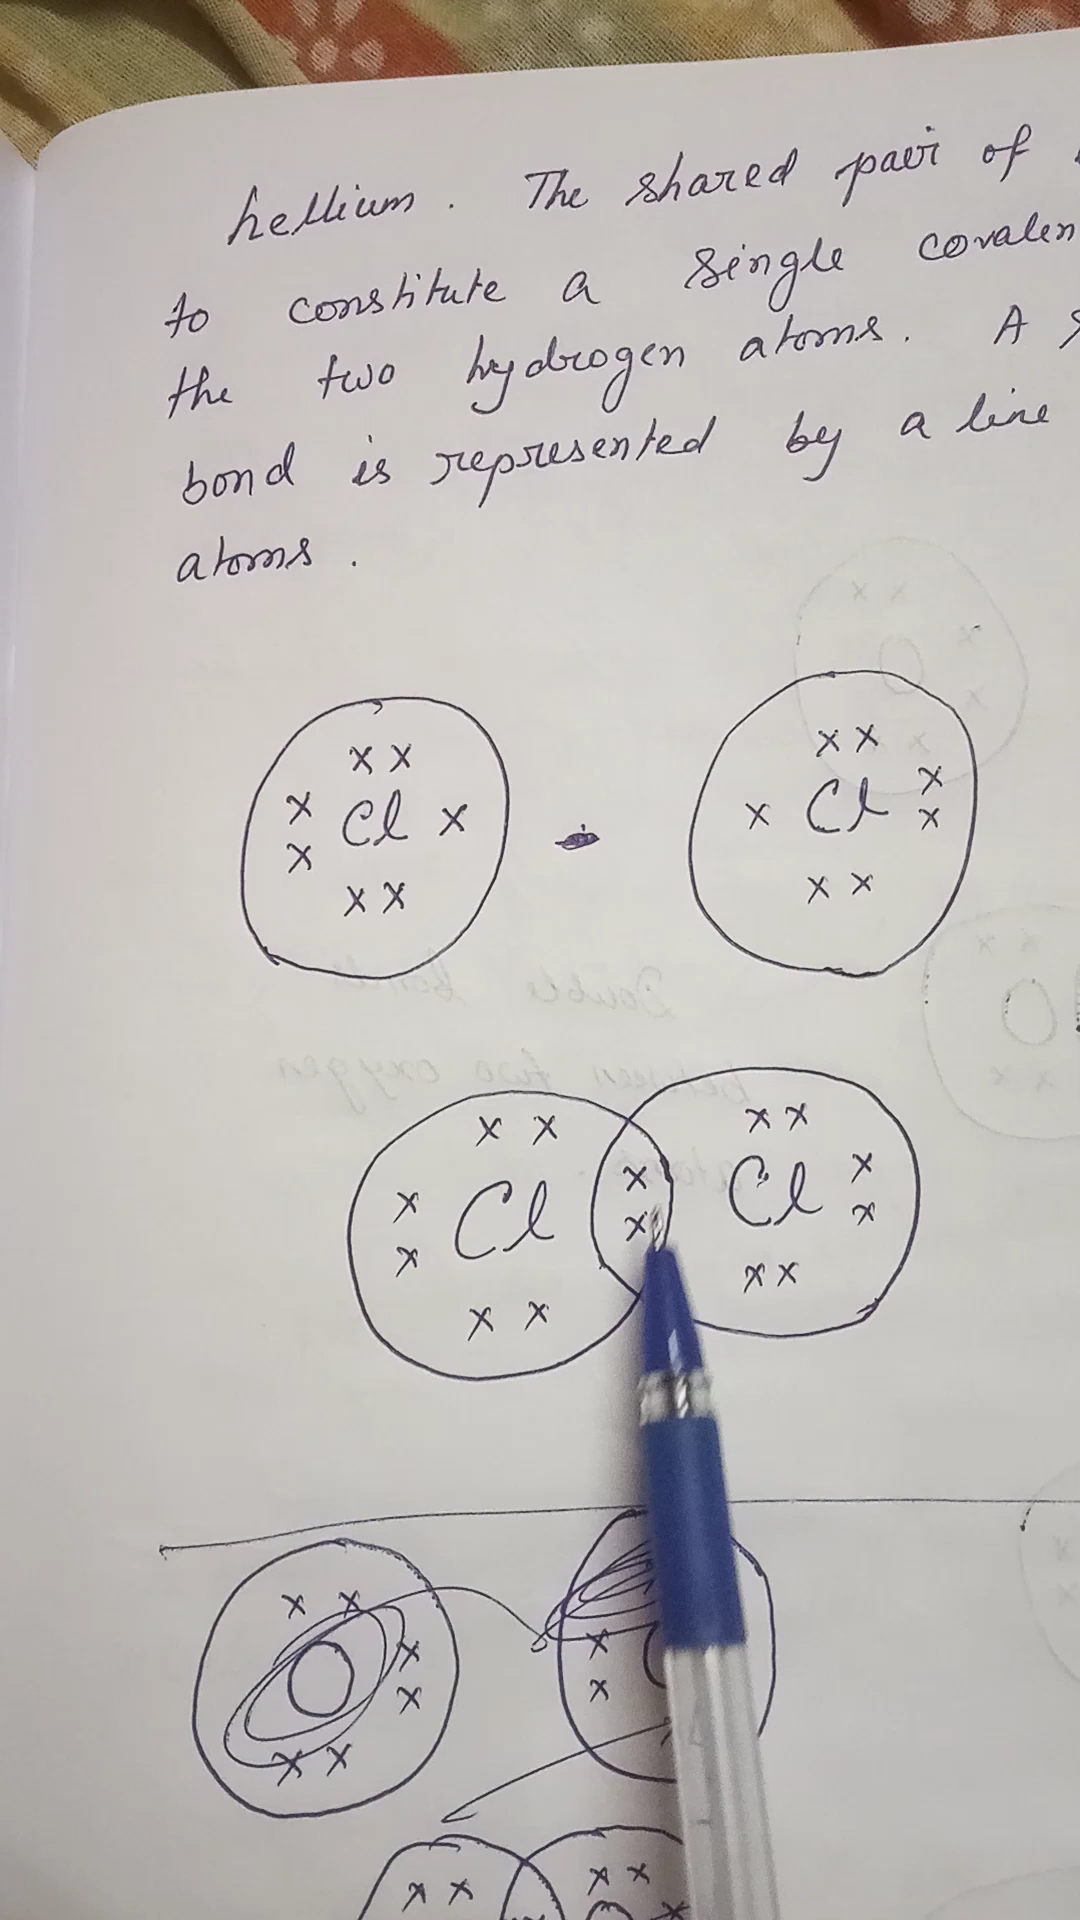 hellium. The shared pair of
to constitute a single covalen
the two hydrogen atoms. A s
bond is represented by a line
atoms.
x x x x
x Cl x x Cl x
x x
x x x x
x x x x
x Cl x Cl x
x x x x
x x x x
x x
x x
x x
x x
x x x x